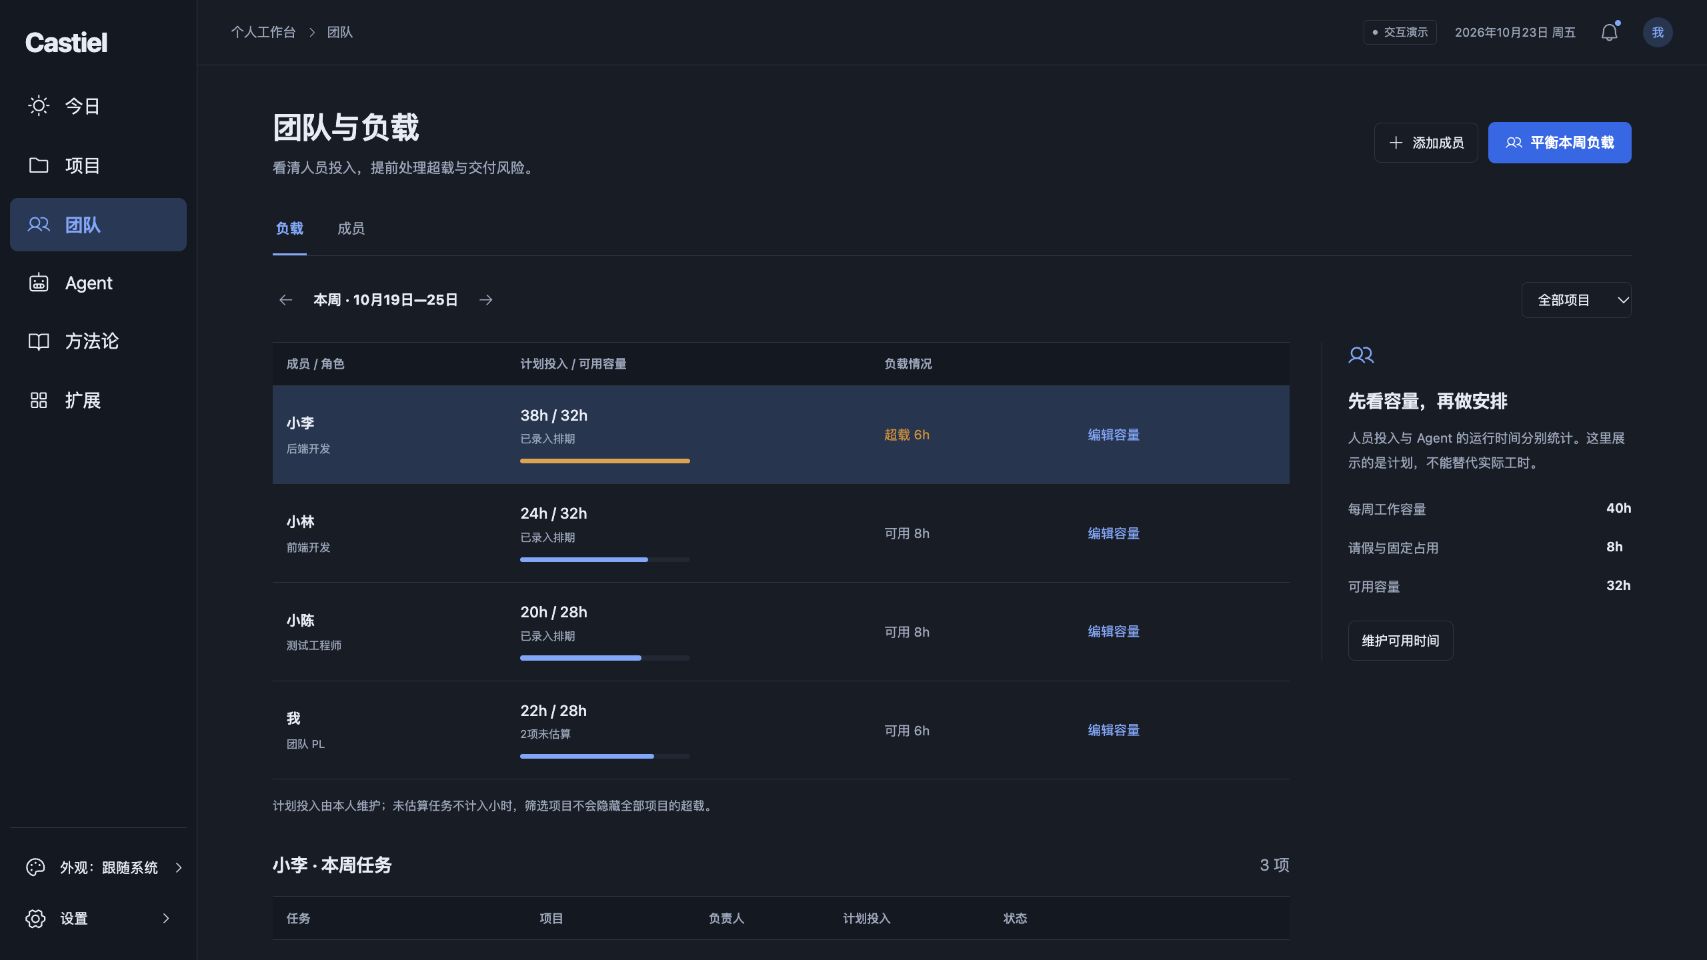 Castiel
今日
项目
团队
Agent
方法论
扩展
外观：跟随系统
设置
个人工作台 > 团队
交互演示
2026年10月23日 周五
我
团队与负载
看清人员投入，提前处理超载与交付风险。
添加成员
平衡本周负载
负载 成员
本周 · 10月19日—25日
全部项目
成员 / 角色 计划投入 / 可用容量 负载情况
小李
后端开发
38h / 32h
已录入排期
超载 6h
编辑容量
小林
前端开发
24h / 32h
已录入排期
可用 8h
编辑容量
小陈
测试工程师
20h / 28h
已录入排期
可用 8h
编辑容量
我
团队 PL
22h / 28h
2项未估算
可用 6h
编辑容量
计划投入由本人维护；未估算任务不计入小时，筛选项目不会隐藏全部项目的超载。
小李 · 本周任务
3 项
任务 项目 负责人 计划投入 状态
先看容量，再做安排
人员投入与 Agent 的运行时间分别统计。这里展
示的是计划，不能替代实际工时。
每周工作容量 40h
请假与固定占用 8h
可用容量 32h
维护可用时间